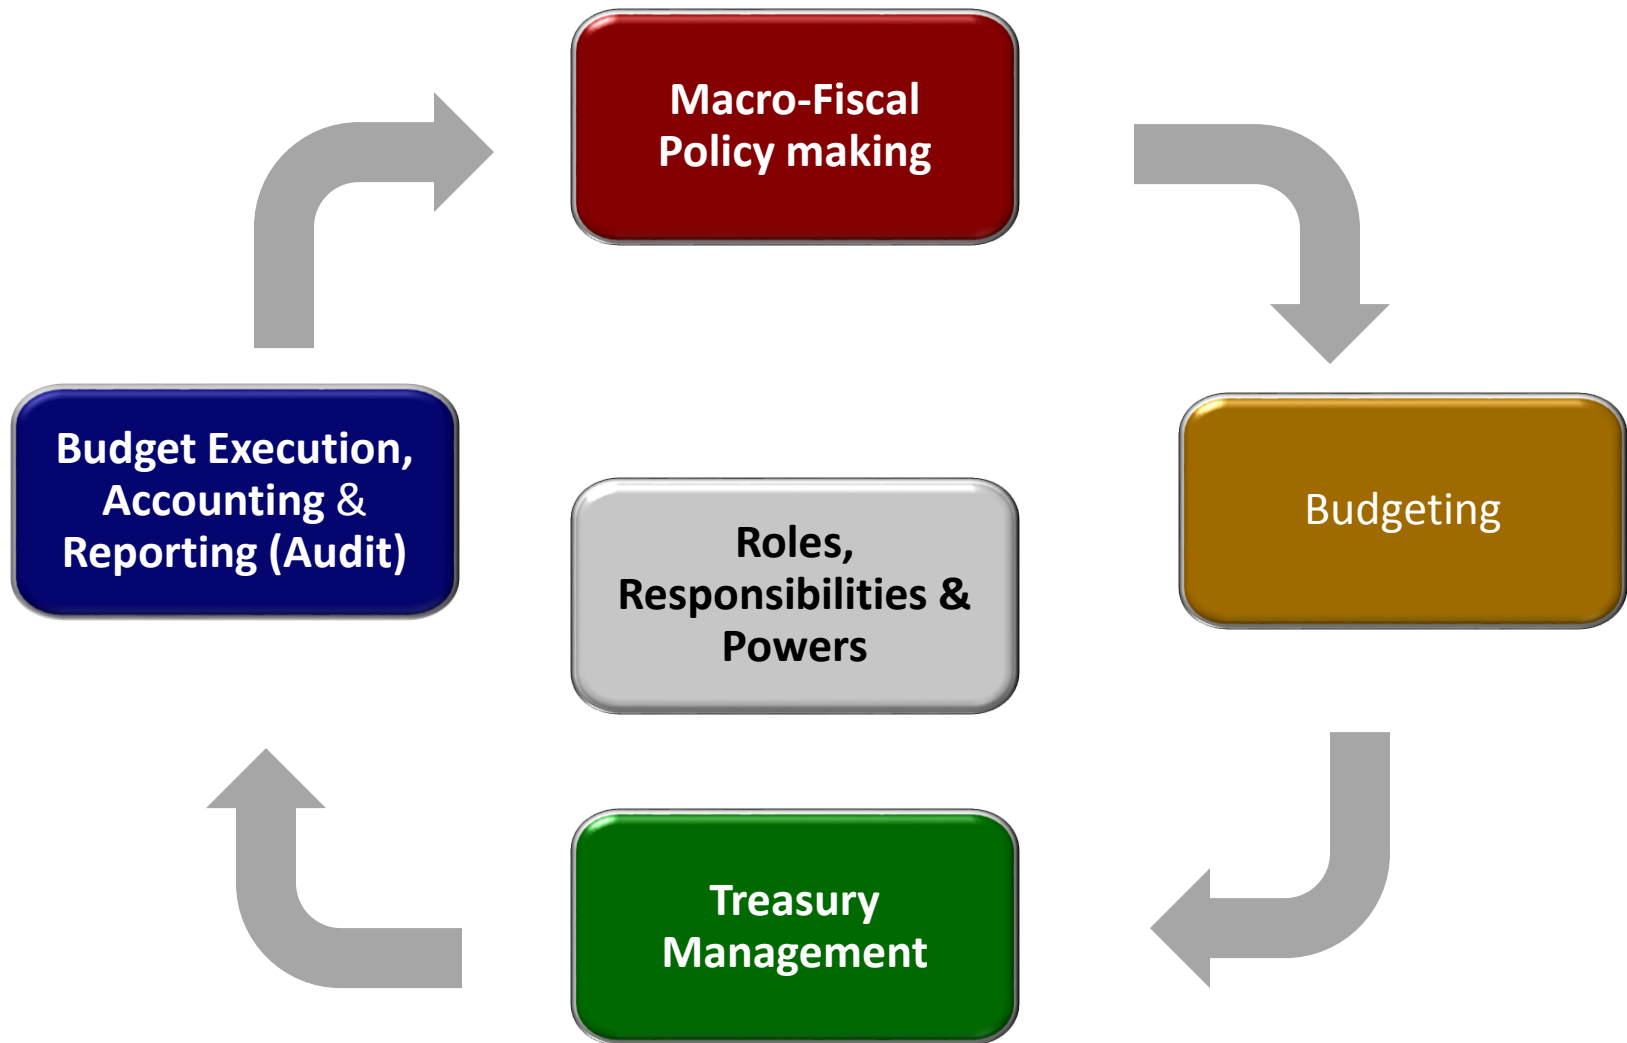 Macro-Fiscal
Policy making
Budget Execution,
Accounting &
Reporting (Audit)
Roles,
Responsibilities &
Powers
Budgeting
Treasury
Management